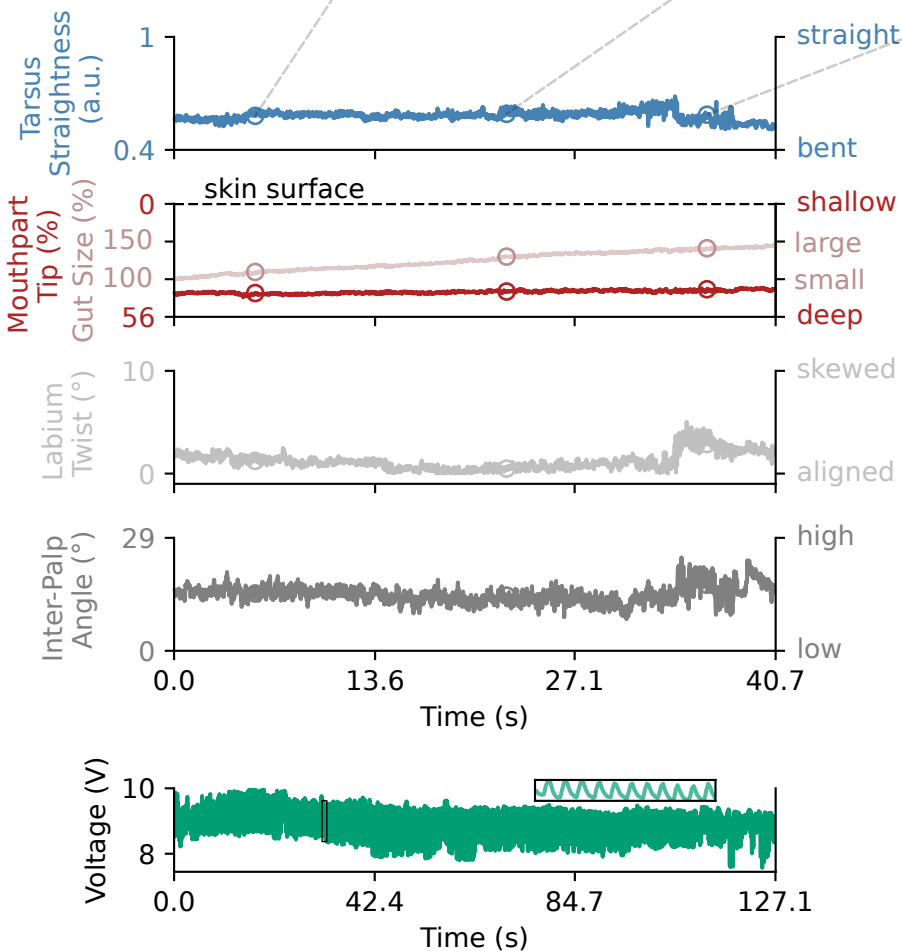 Tarsus
Straightness
(a.u.)
1
0.4
straight
bent
skin surface
Mouthpart
Tip (%)
Gut Size (%)
0
150
100
56
shallow
large
small
deep
Labium
Twist (°)
10
0
skewed
aligned
Inter-Palp
Angle (°)
29
0
high
low
0.0 13.6 27.1 40.7
Time (s)
Voltage (V)
10
8
0.0 42.4 84.7 127.1
Time (s)